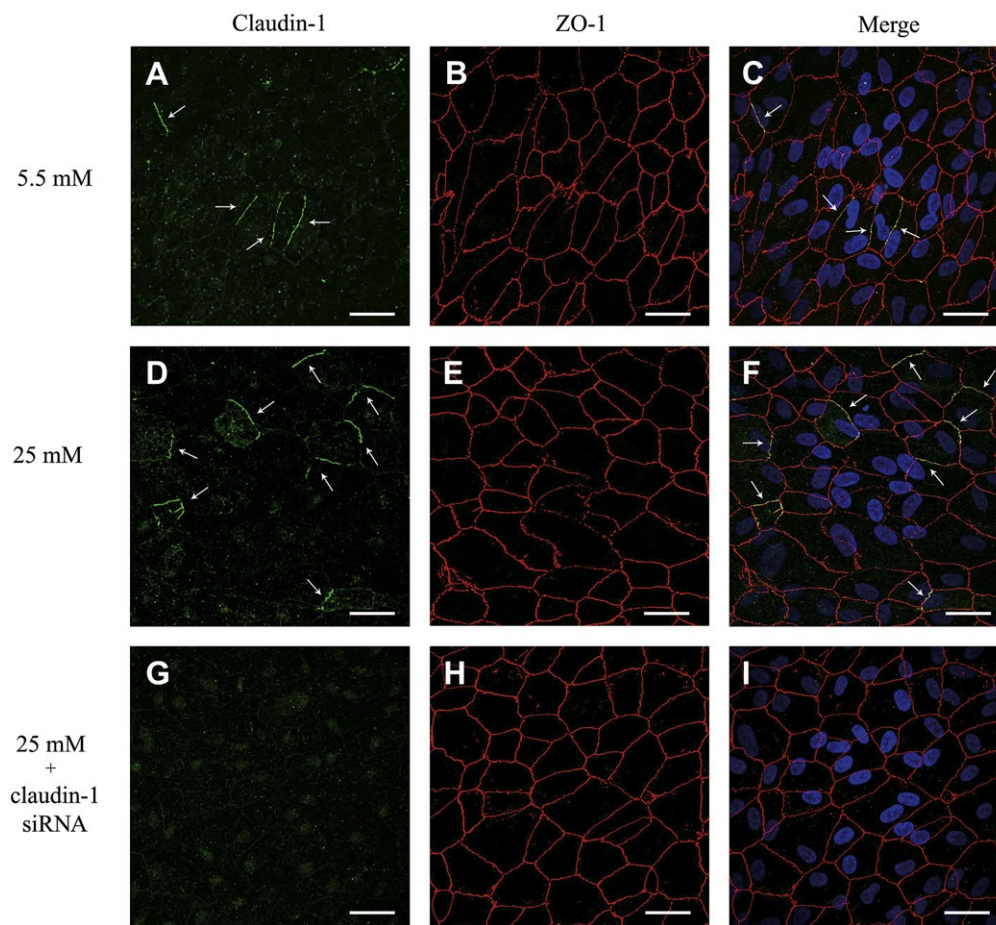 Claudin-1 ZO-1 Merge
A B C
5.5 mM
D E F
25 mM
G H I
25 mM
+
claudin-1
siRNA